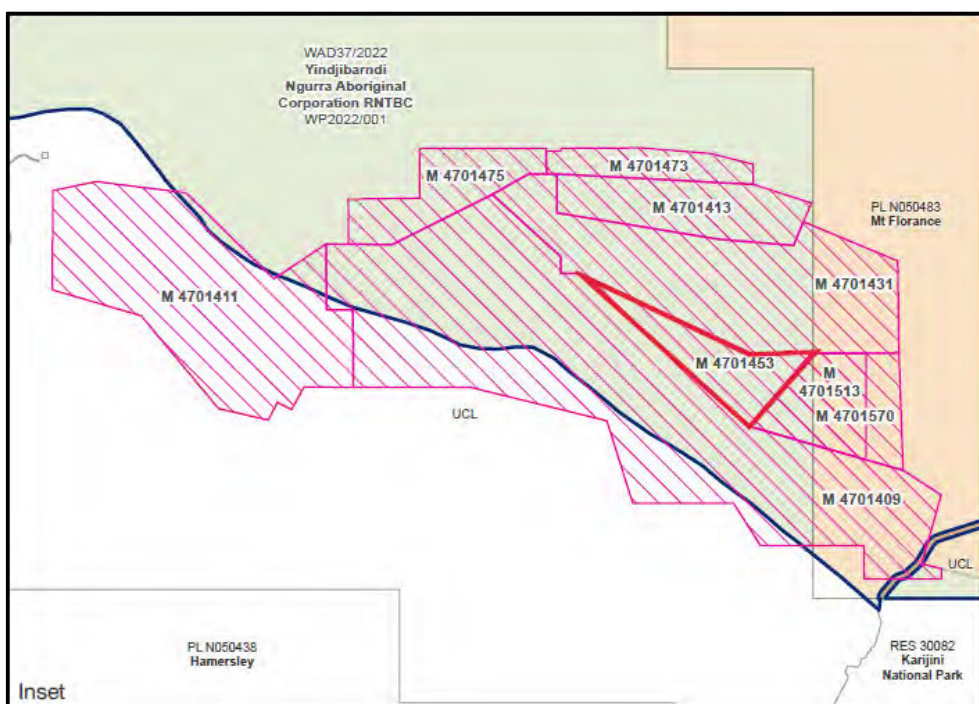 WAD37/2022
Yindjibarndi
Ngurra Aboriginal
Corporation RNTBC
WP2022/001
M 4701475
M 4701473
M 4701413
PL N050483
Mt Florance
M 4701431
M 4701411
M 4701453
M
4701513
M 4701570
UCL
M 4701409
UCL
PL N050438
Hamersley
RES 30082
Karijini
National Park
Inset